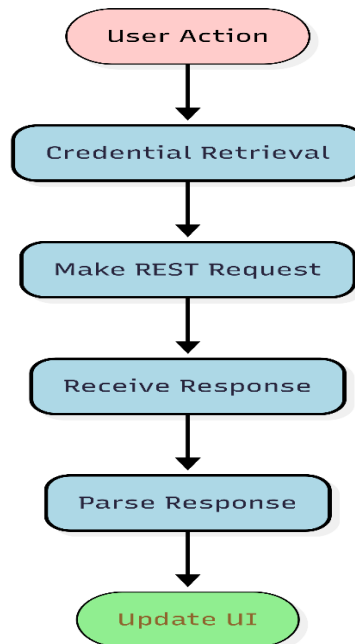 User Action
Credential Retrieval
Make REST Request
Receive Response
Parse Response
Update UI